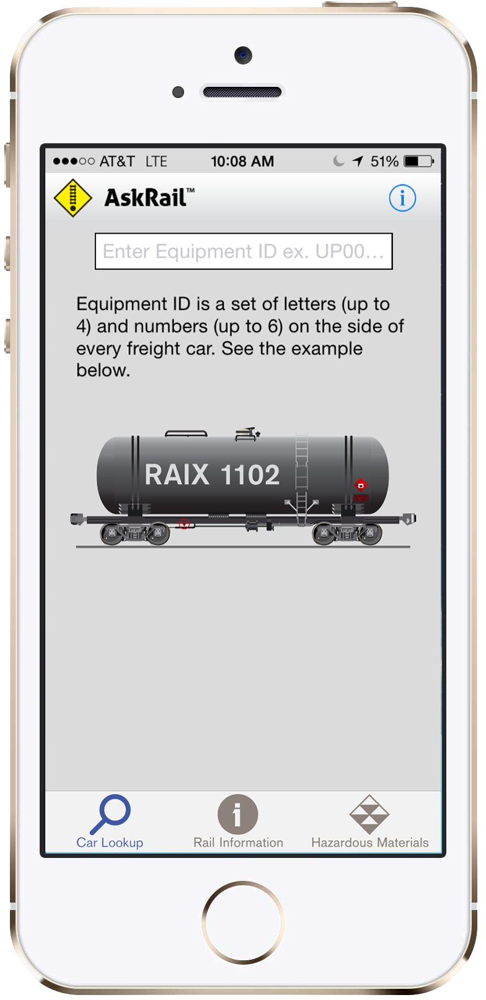 AT&T LTE 10:08 AM 51%
AskRail™
Enter Equipment ID ex. UP00...
Equipment ID is a set of letters (up to
4) and numbers (up to 6) on the side of
every freight car. See the example
below.
RAIX 1102
Car Lookup Rail Information Hazardous Materials